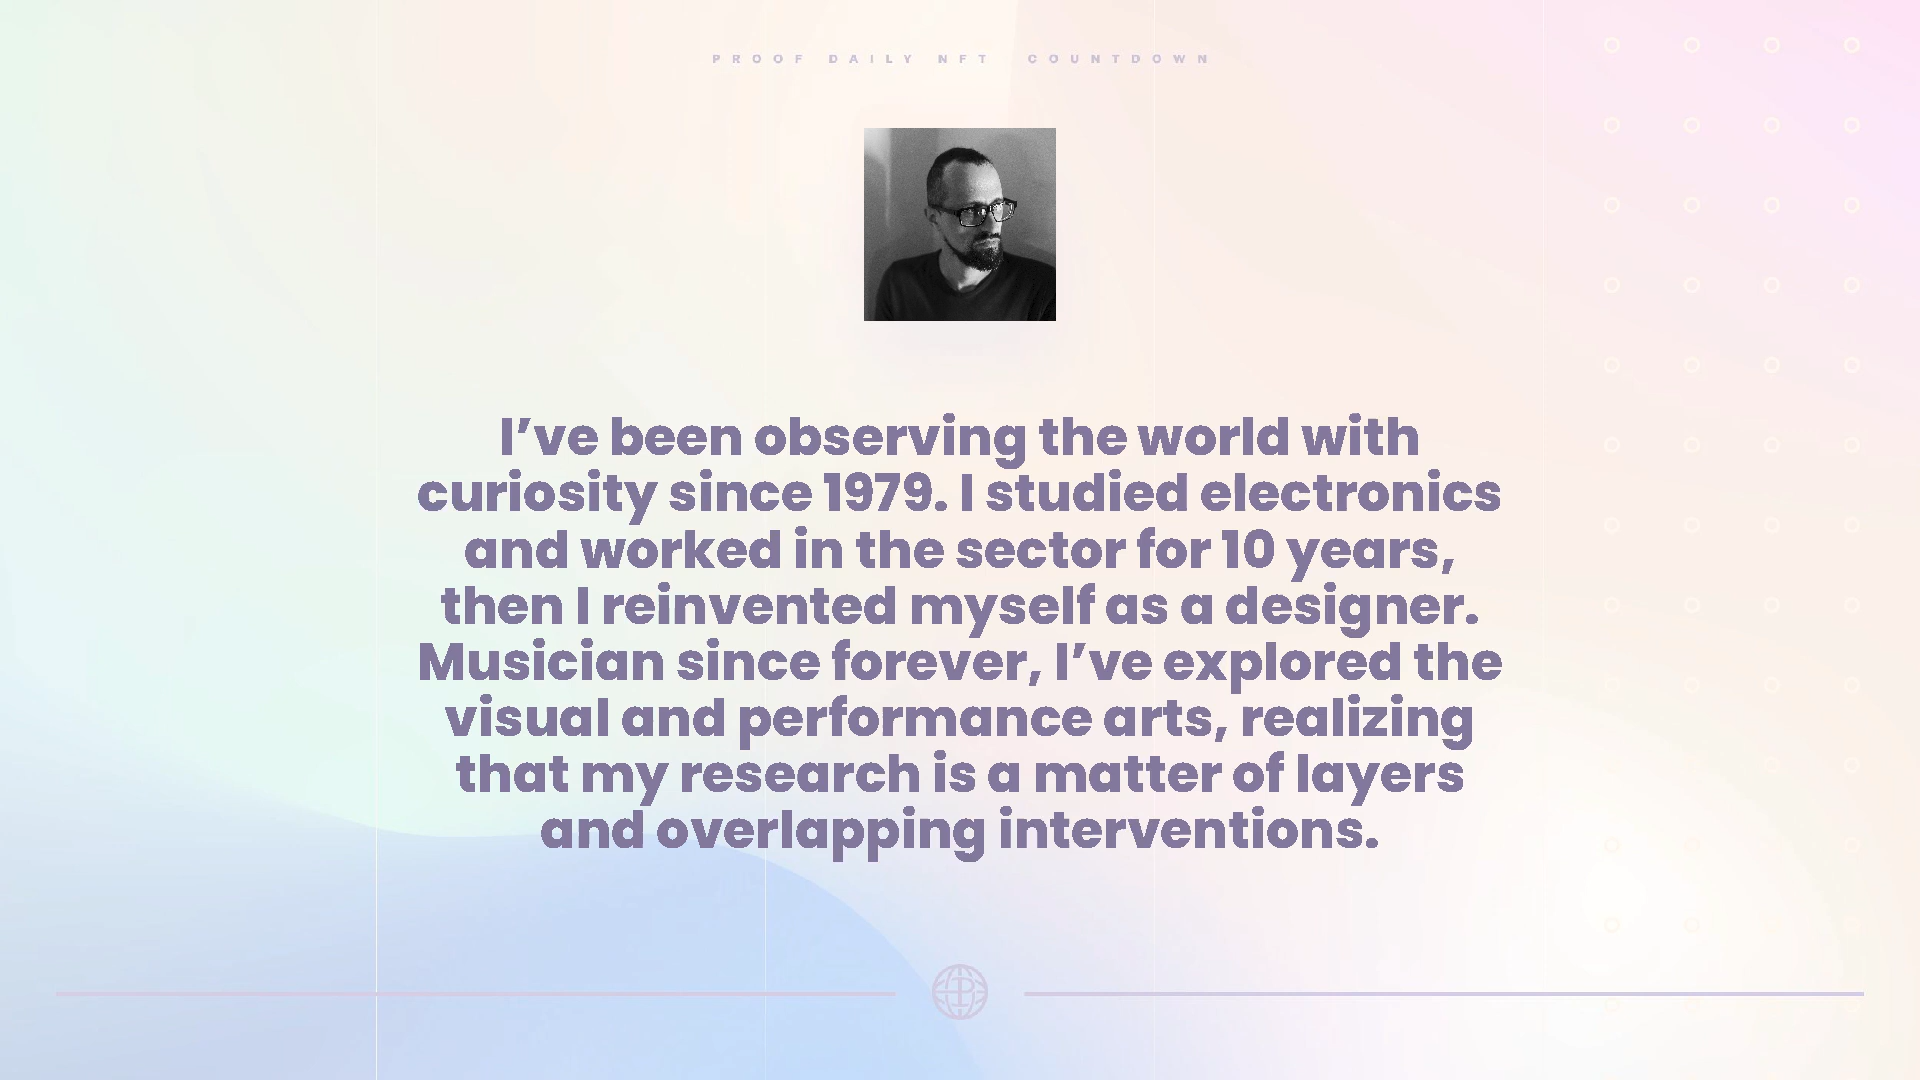 PROOF DAILY NFT COUNTDOWN
I’ve been observing the world with
curiosity since 1979. I studied electronics
and worked in the sector for 10 years,
then I reinvented myself as a designer.
Musician since forever, I’ve explored the
visual and performance arts, realizing
that my research is a matter of layers
and overlapping interventions.
P